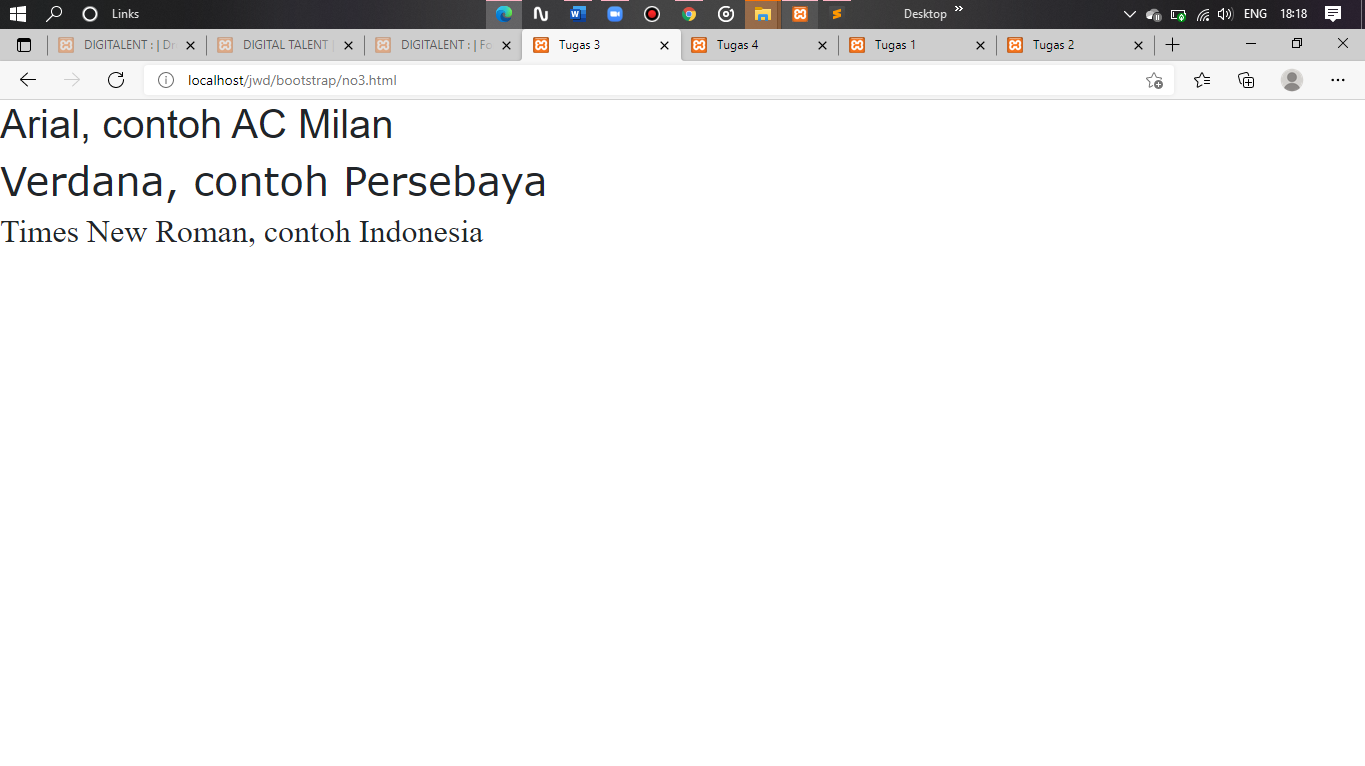 Links
Desktop
ENG
18:18
DIGITALENT : | D
DIGITAL TALENT
DIGITALENT : | Fo
Tugas 3
Tugas 4
Tugas 1
Tugas 2
localhost/jwd/bootstrap/no3.html
Arial, contoh AC Milan
Verdana, contoh Persebaya
Times New Roman, contoh Indonesia